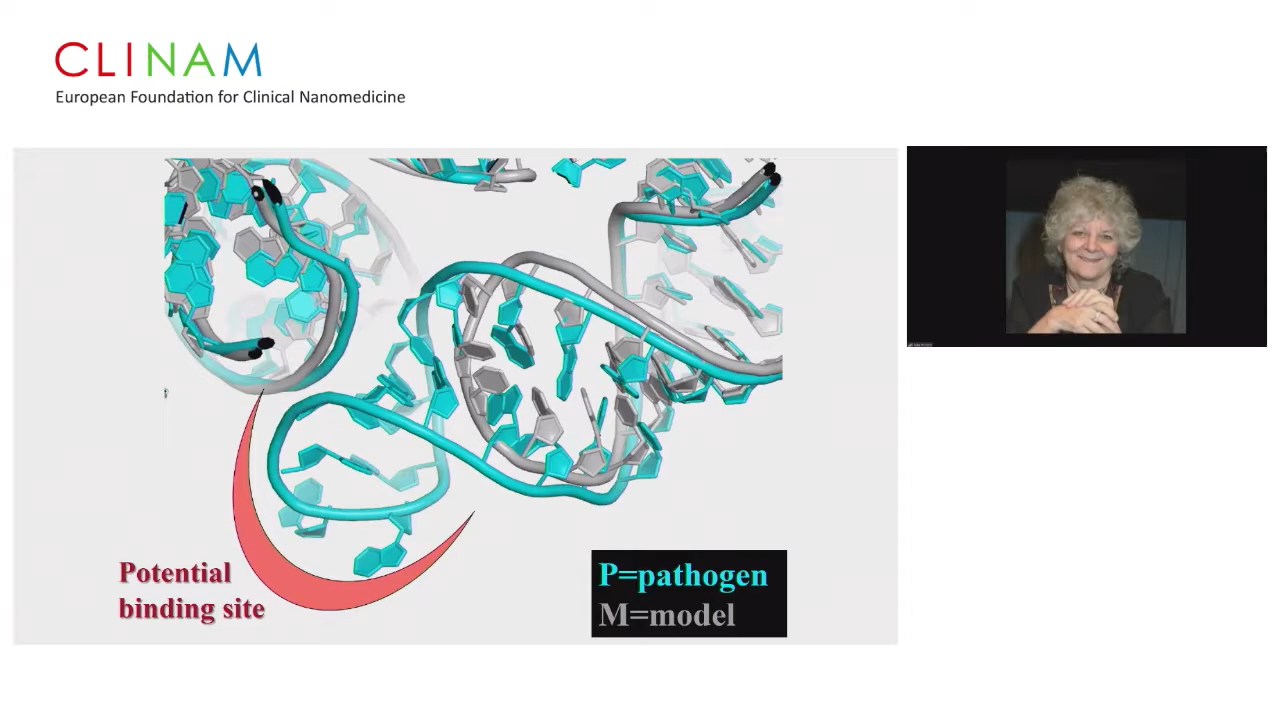 CLINAM
European Foundation for Clinical Nanomedicine
Potential
binding site
P=pathogen
M=model